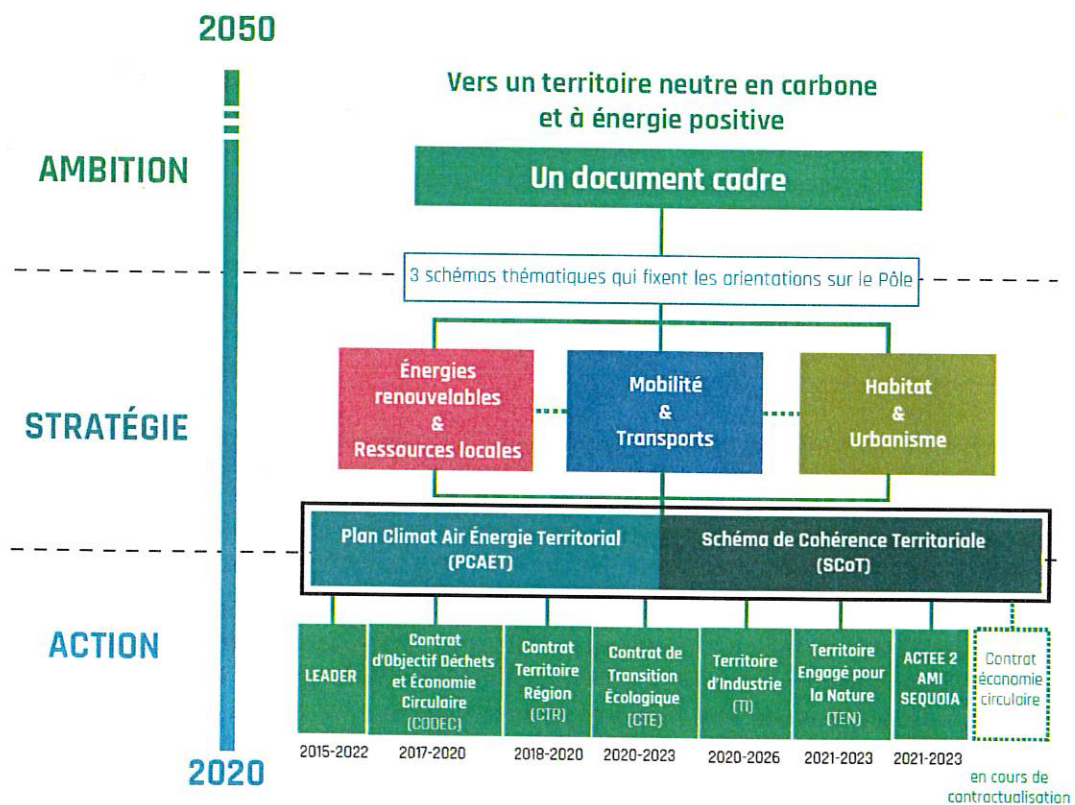 2050
Vers un territoire neutre en carbone
et à énergie positive
AMBITION
Un document cadre
3 schémas thématiques qui fixent les orientations sur le Pôle
STRATÉGIE
Énergies
renouvelables
&
Ressources locales
Mobilité
&
Transports
Habitat
&
Urbanisme
Plan Climat Air Énergie Territorial
(PCAET)
Schéma de Cohérence Territoriale
(SCoT)
ACTION
LEADER
2015-2022
Contrat
d'Objectif Déchets
et Économie
Circulaire
(CODEC)
2017-2020
Contrat
Territoire
Région
(CTR)
2018-2020
Contrat de
Transition
Écologique
(CTE)
2020-2023
Territoire
d'Industrie
(TI)
2020-2026
Territoire
Engagé pour
la Nature
(TEN)
2021-2023
ACTEE 2
AMI
SEQUOIA
2021-2023
Contrat
économie
circulaire
en cours de
contractualisation
2020